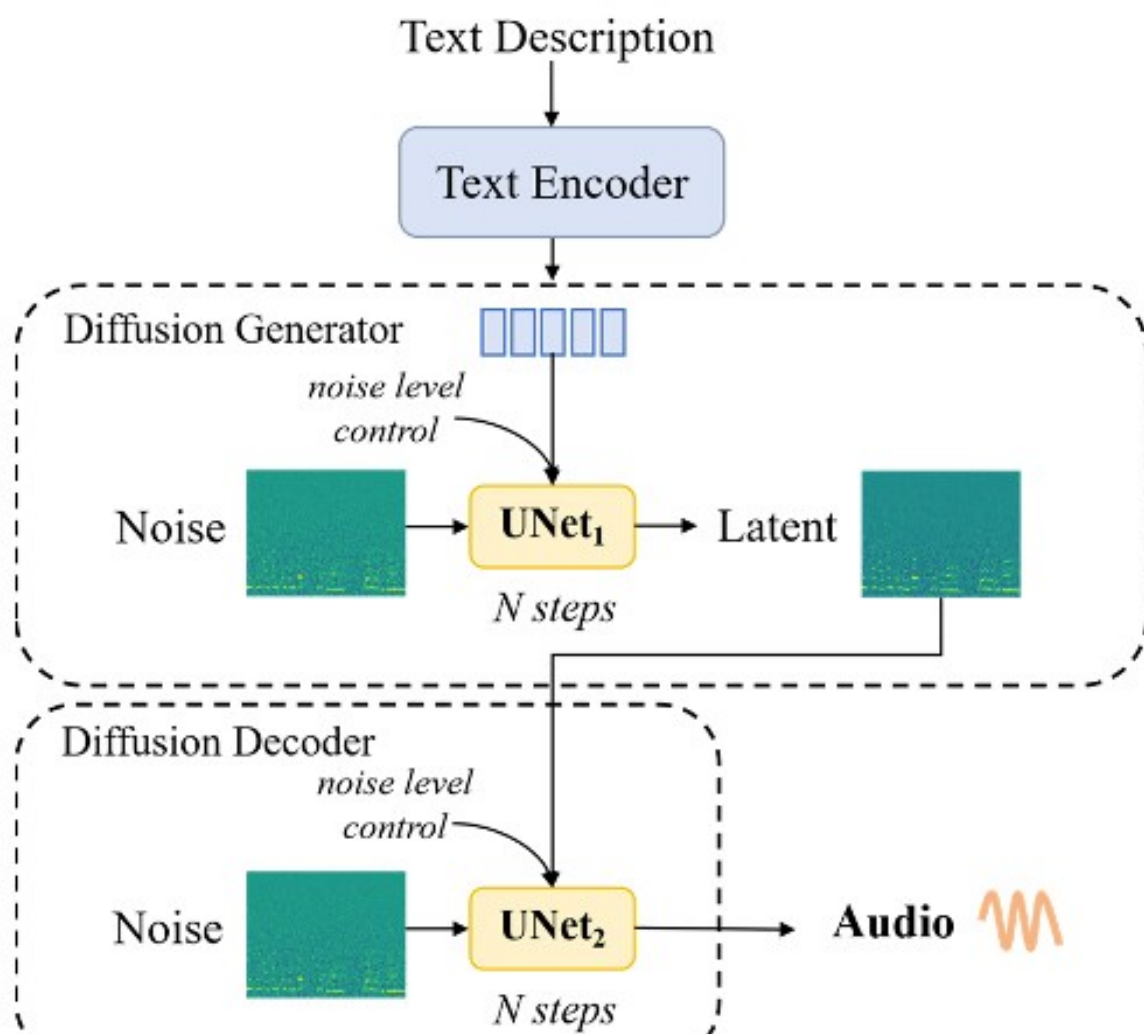 Text Description
Text Encoder
Diffusion Generator
noise level
control
Noise
UNet₁
Latent
N steps
Diffusion Decoder
noise level
control
Noise
UNet₂
Audio
N steps